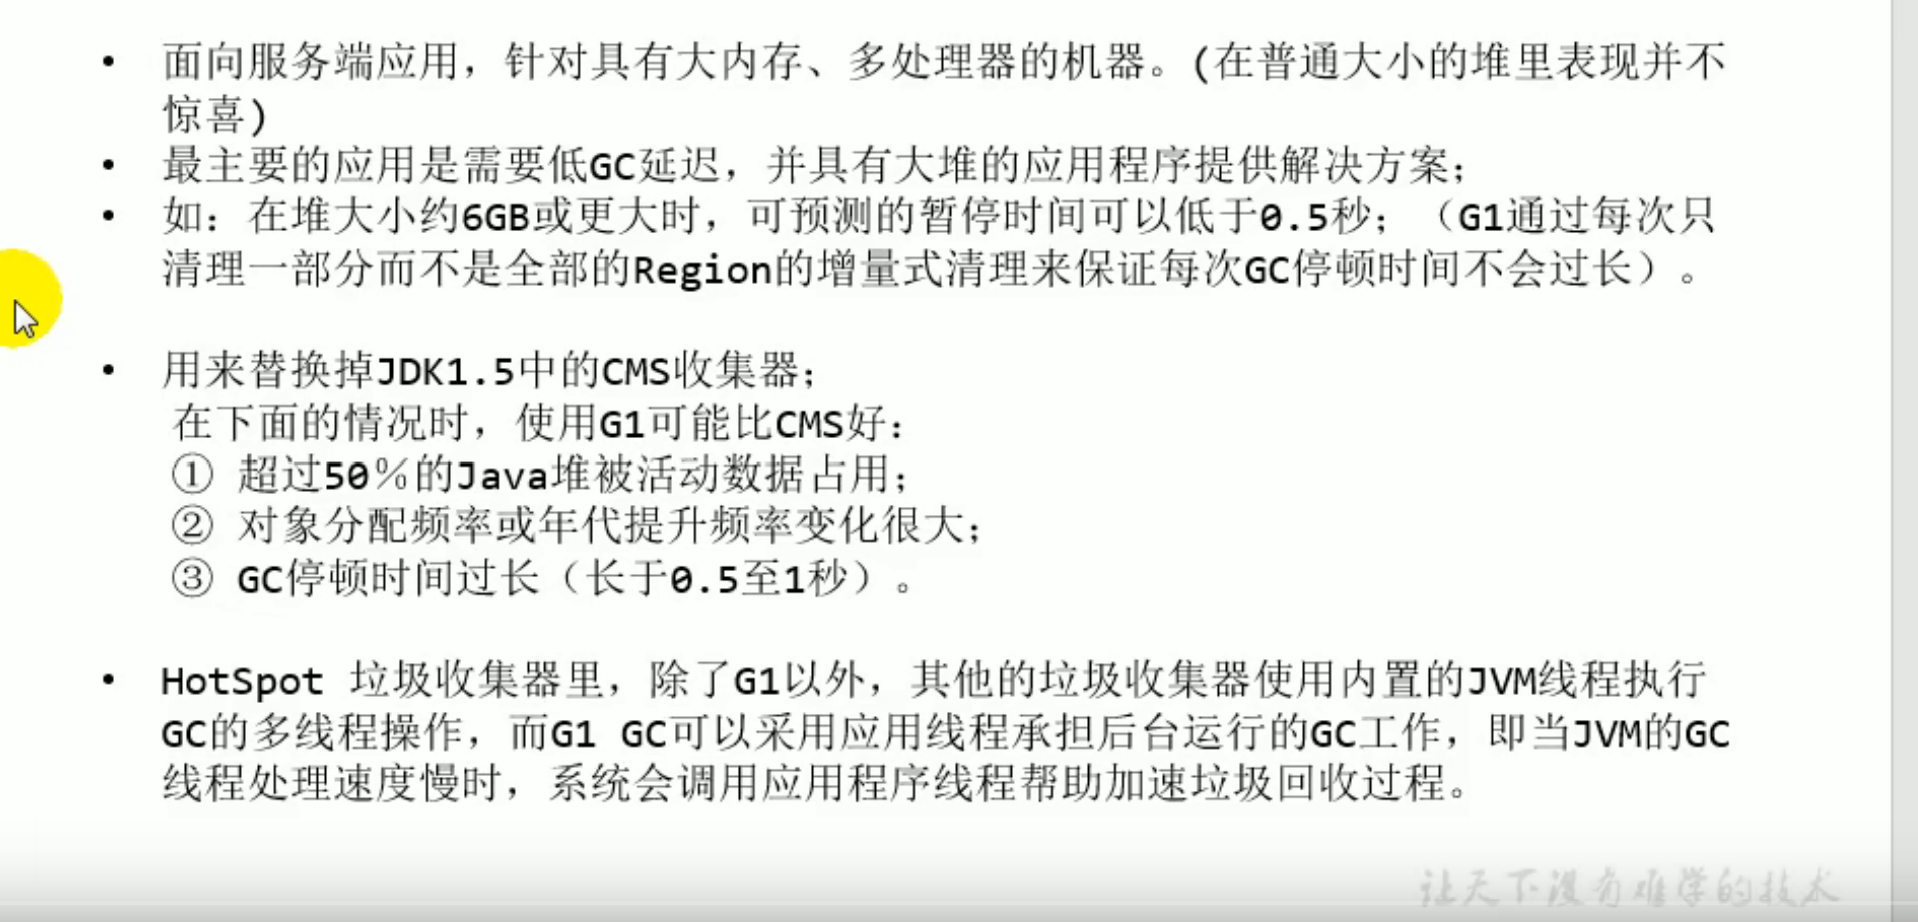 • 面向服务端应用，针对具有大内存、多处理器的机器。(在普通大小的堆里表现并不
惊喜)
• 最主要的应用是需要低GC延迟，并具有大堆的应用程序提供解决方案；
• 如：在堆大小约6GB或更大时，可预测的暂停时间可以低于0.5秒；（G1通过每次只
清理一部分而不是全部的Region的增量式清理来保证每次GC停顿时间不会过长）。
• 用来替换掉JDK1.5中的CMS收集器；
在下面的情况时，使用G1可能比CMS好：
① 超过50％的Java堆被活动数据占用；
② 对象分配频率或年代提升频率变化很大；
③ GC停顿时间过长（长于0.5至1秒）。
• HotSpot 垃圾收集器里，除了G1以外，其他的垃圾收集器使用内置的JVM线程执行
GC的多线程操作，而G1 GC可以采用应用线程承担后台运行的GC工作，即当JVM的GC
线程处理速度慢时，系统会调用应用程序线程帮助加速垃圾回收过程。
让天下没有难学的技术